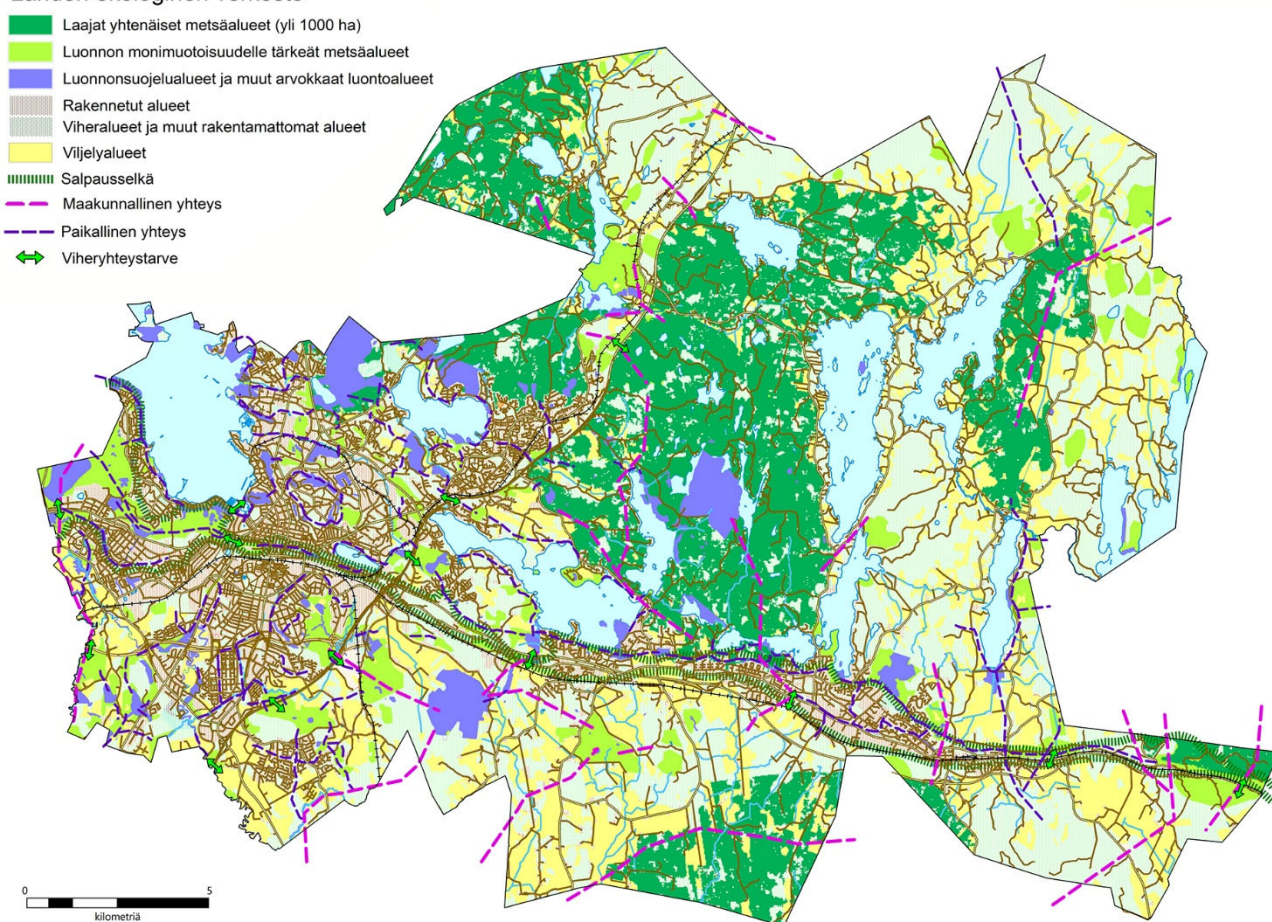 Laajat yhtenäiset metsäalueet (yli 1000 ha)
Luonnon monimuotoisuudelle tärkeät metsäalueet
Luonnonsuojelualueet ja muut arvokkaat luontoalueet
Rakennetut alueet
Viheralueet ja muut rakentamattomat alueet
Viljelyalueet
Salpausselkä
Maakunnallinen yhteys
Paikallinen yhteys
Viheryhteystarve
0 5
kilometriä